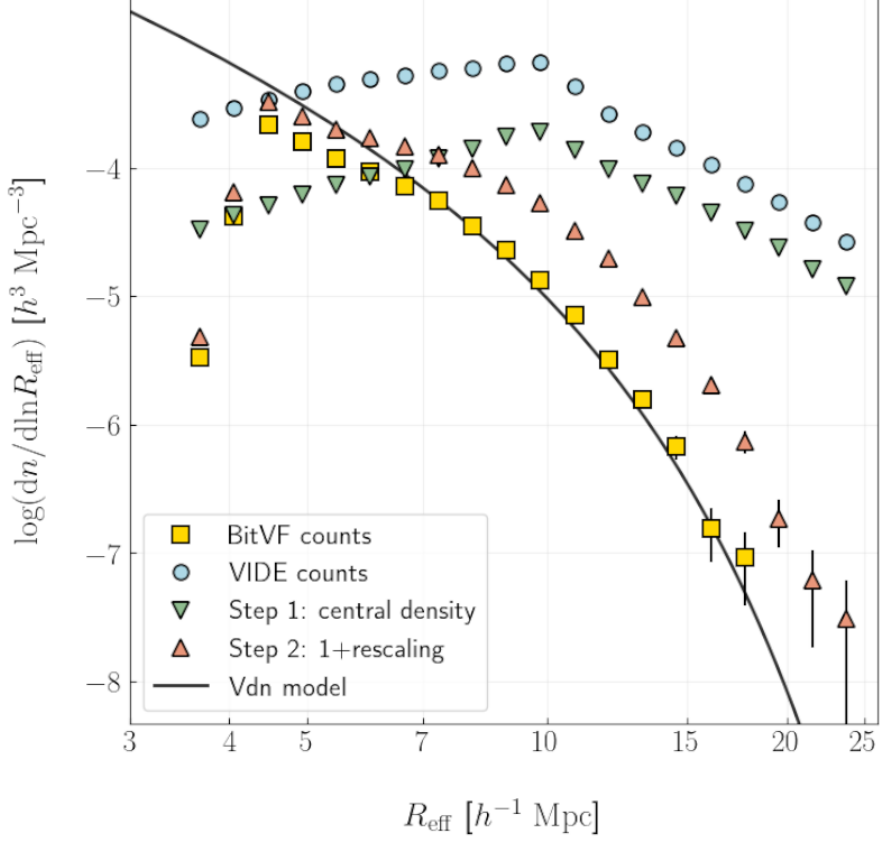 log(dn/dlnR_eff) [h³ Mpc⁻³]
−4
−5
−6
−7
−8
BitVF counts
VIDE counts
Step 1: central density
Step 2: 1+rescaling
Vdn model
3 4 5 7 10 15 20 25
R_eff [h⁻¹ Mpc]